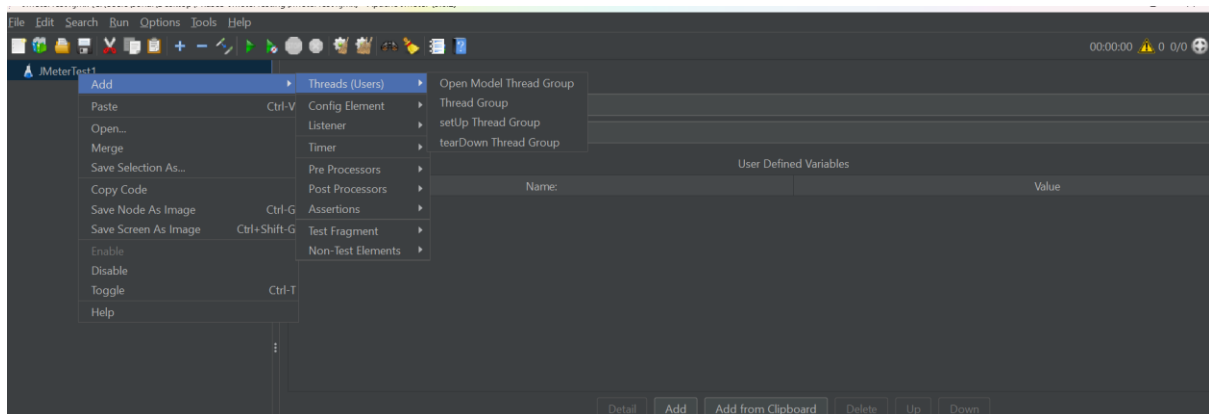 File Edit Search Run Options Tools Help
00:00:00 0 0/0
JMeterTest1
Add
Paste Ctrl-V
Open...
Merge
Save Selection As...
Copy Code
Save Node As Image Ctrl-G
Save Screen As Image Ctrl+Shift-G
Enable
Disable
Toggle Ctrl-T
Help
Threads (Users)
Config Element
Listener
Timer
Pre Processors
Post Processors
Assertions
Test Fragment
Non-Test Elements
Open Model Thread Group
Thread Group
setUp Thread Group
tearDown Thread Group
User Defined Variables
Name: Value
Detail Add Add from Clipboard Delete Up Down